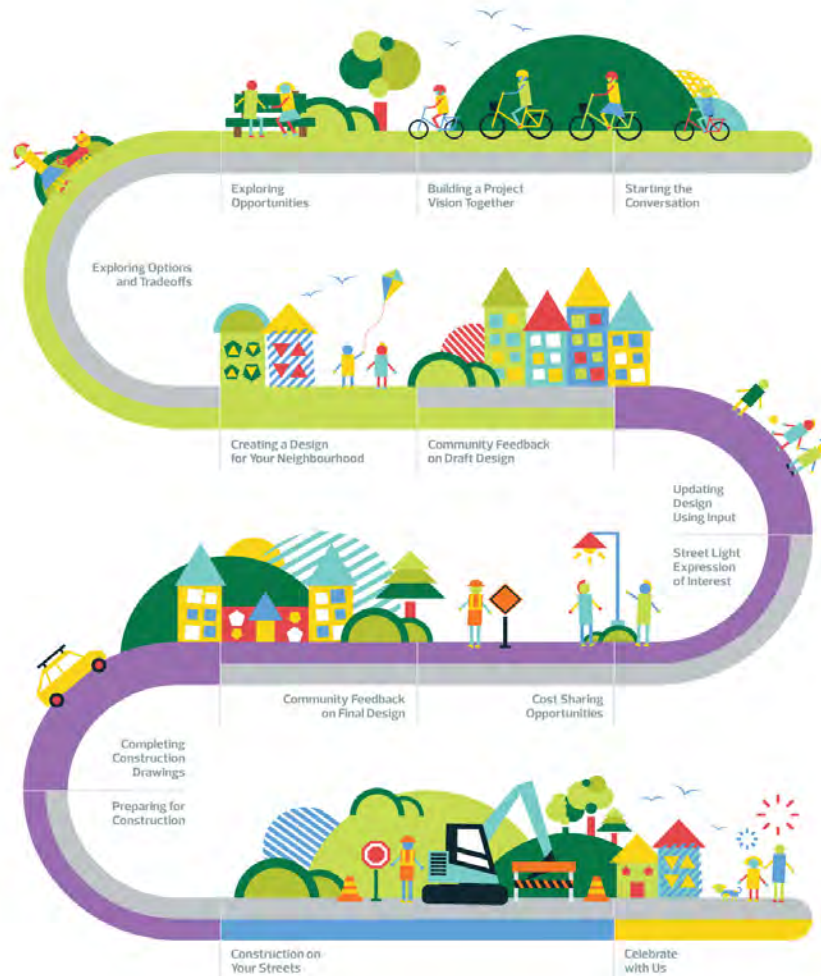 Exploring
Opportunities
Building a Project
Vision Together
Starting the
Conversation
Exploring Options
and Tradeoffs
Creating a Design
for Your Neighbourhood
Community Feedback
on Draft Design
Updating
Design
Using Input
Street Light
Expression
of Interest
Community Feedback
on Final Design
Cost Sharing
Opportunities
Completing
Construction
Drawings
Preparing for
Construction
Construction on
Your Streets
Celebrate
with Us